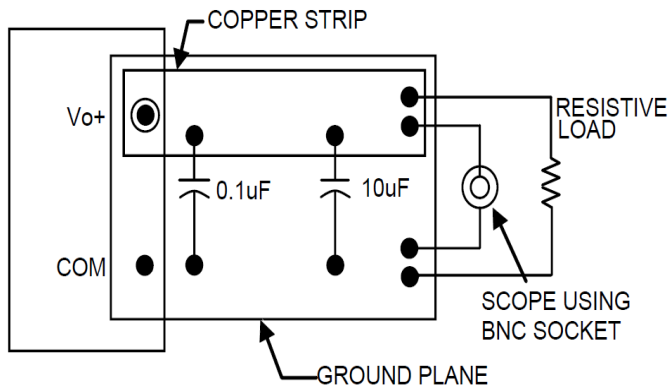 COPPER STRIP
Vo+
RESISTIVE
LOAD
0.1uF
10uF
COM
SCOPE USING
BNC SOCKET
GROUND PLANE